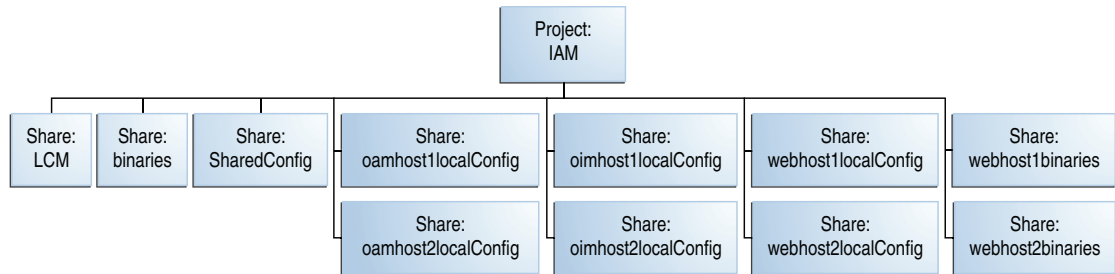 Project:
IAM
Share:
LCM
Share:
binaries
Share:
SharedConfig
Share:
oamhost1localConfig
Share:
oimhost1localConfig
Share:
webhost1localConfig
Share:
webhost1binaries
Share:
oamhost2localConfig
Share:
oimhost2localConfig
Share:
webhost2localConfig
Share:
webhost2binaries